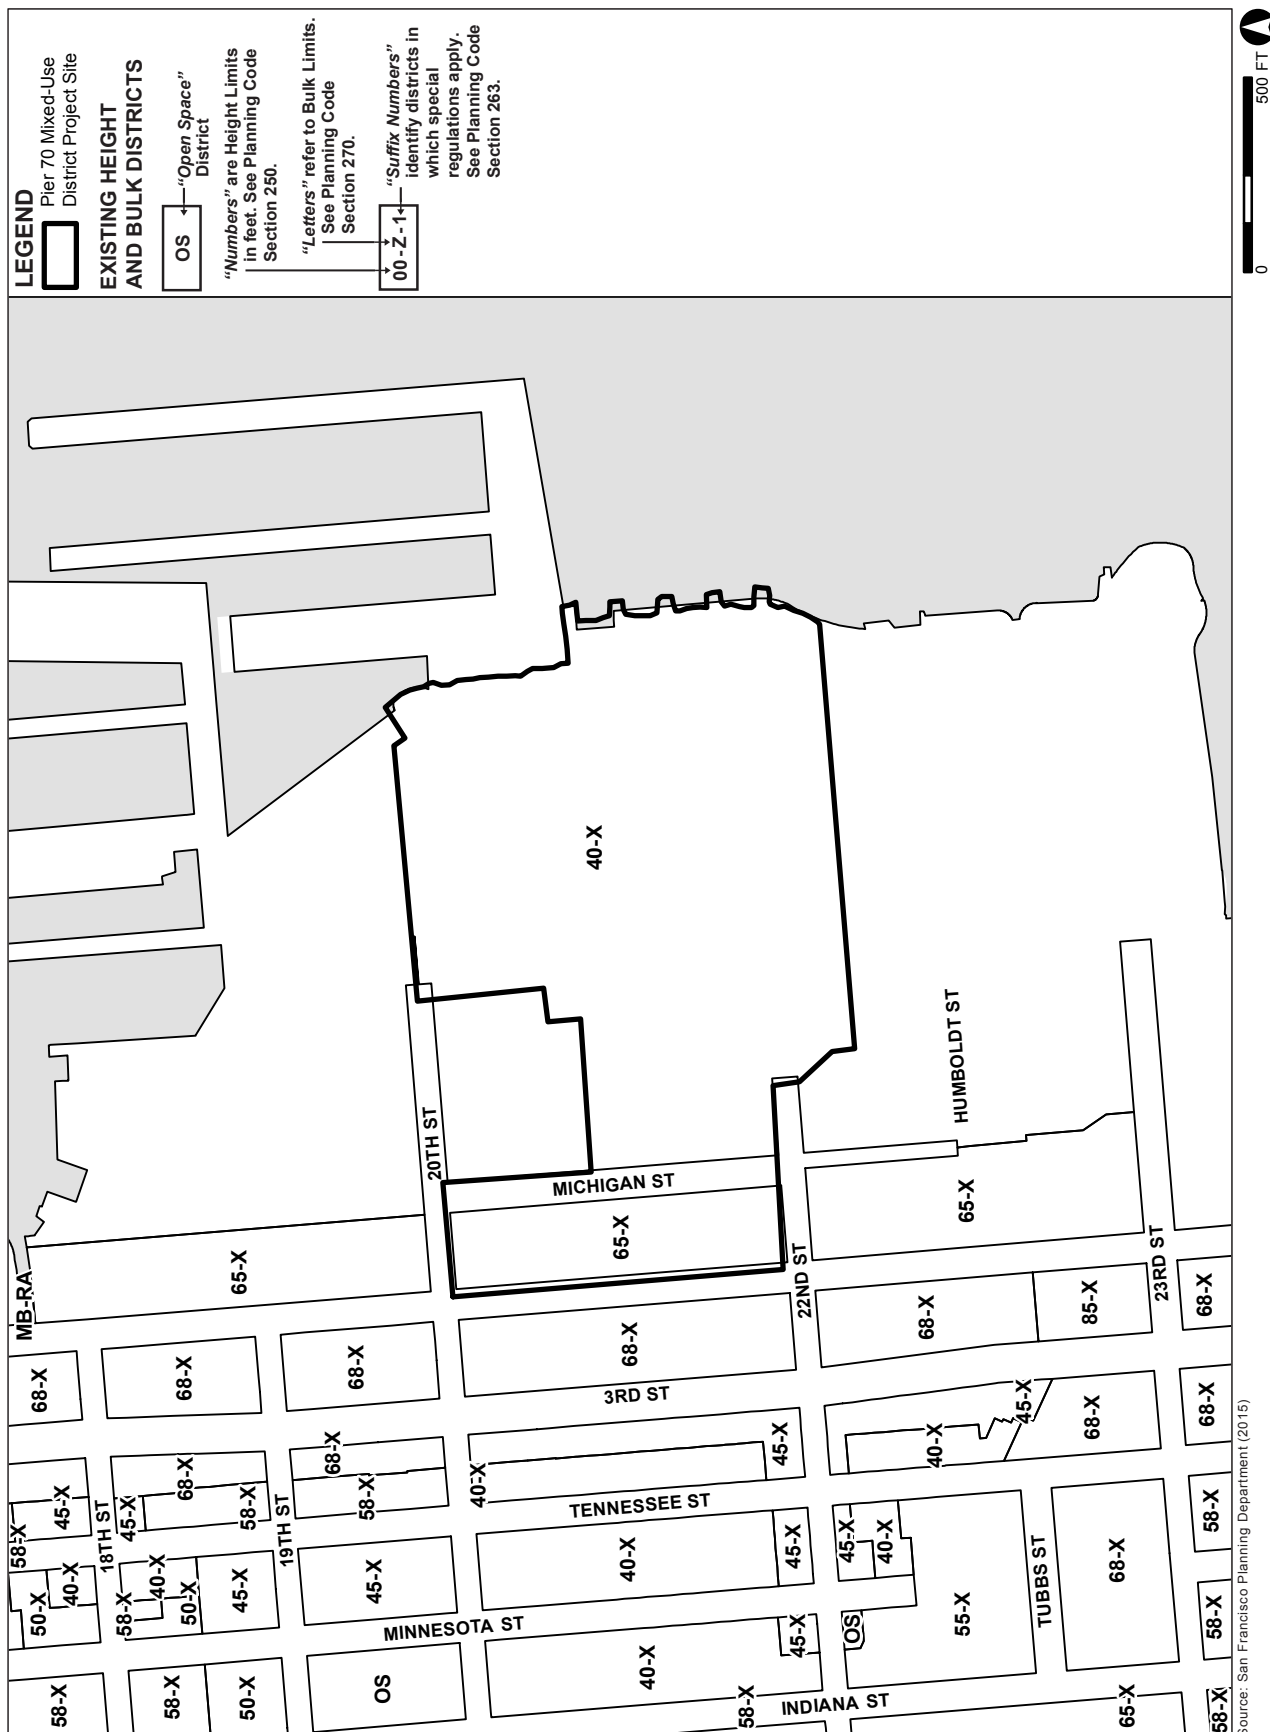 LEGEND
Pier 70 Mixed-Use
District Project Site
EXISTING HEIGHT
AND BULK DISTRICTS
OS
"Open Space"
District
"Numbers" are Height Limits
in feet. See Planning Code
Section 250.
"Letters" refer to Bulk Limits.
See Planning Code
Section 270.
00-Z-1
"Suffix Numbers"
identify districts in
which special
regulations apply.
See Planning Code
Section 263.
0
500 FT
40-X
20TH ST
HUMBOLDT ST
MICHIGAN ST
MB-RA
65-X
65-X
65-X
22ND ST
23RD ST
68-X
68-X
68-X
68-X
68-X
85-X
68-X
3RD ST
68-X
68-X
45-X
40-X
45-X
68-X
68-X
58-X
45-X
18TH ST
45-X
58-X
19TH ST
58-X
40-X
TENNESSEE ST
45-X
40-X
58-X
50-X
40-X
58-X
40-X
50-X
45-X
45-X
40-X
45-X
55-X
TUBBS ST
68-X
58-X
MINNESOTA ST
45-X
OS
58-X
58-X
58-X
50-X
OS
40-X
58-X
INDIANA ST
65-X
58-X
Source: San Francisco Planning Department (2015)